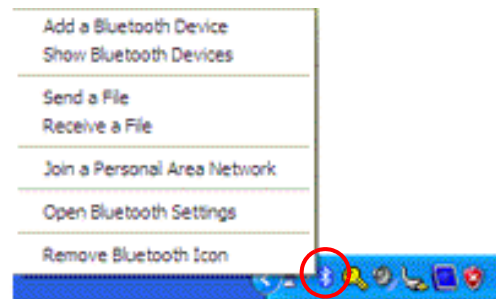 Add a Bluetooth Device
Show Bluetooth Devices
Send a File
Receive a File
Join a Personal Area Network
Open Bluetooth Settings
Remove Bluetooth Icon